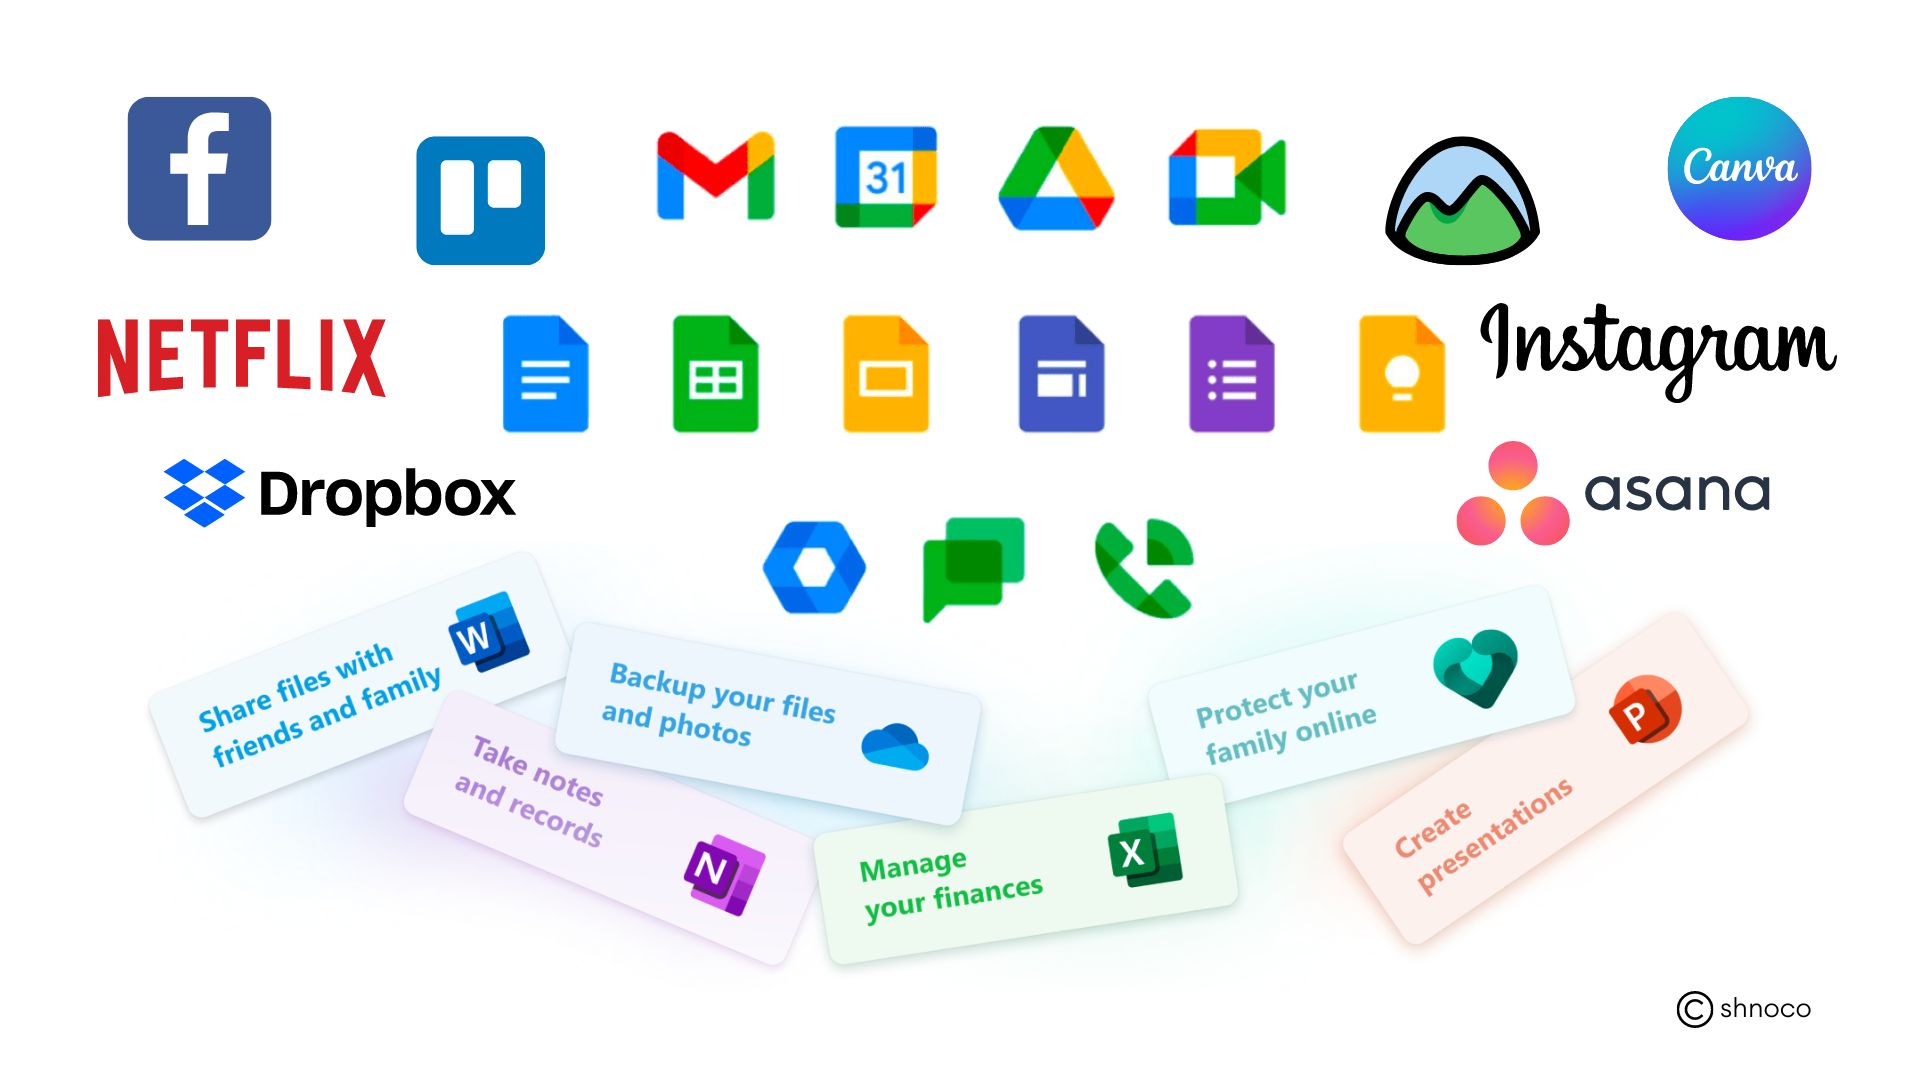 f
31
Canva
NETFLIX
Instagram
Dropbox
asana
W
Share files with
friends and family
Backup your files
and photos
Protect your
family online
P
Create
presentations
Take notes
and records
N
Manage
your finances
X
© shnoco